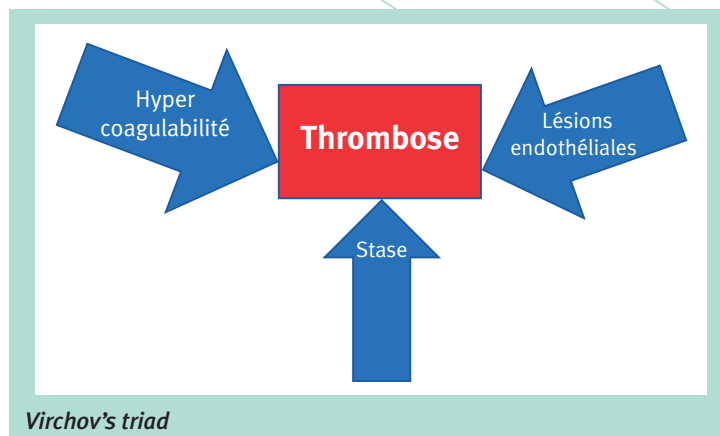 Hyper
coagulabilité
Thrombose
Lésions
endothéliales
Stase
Virchov's triad